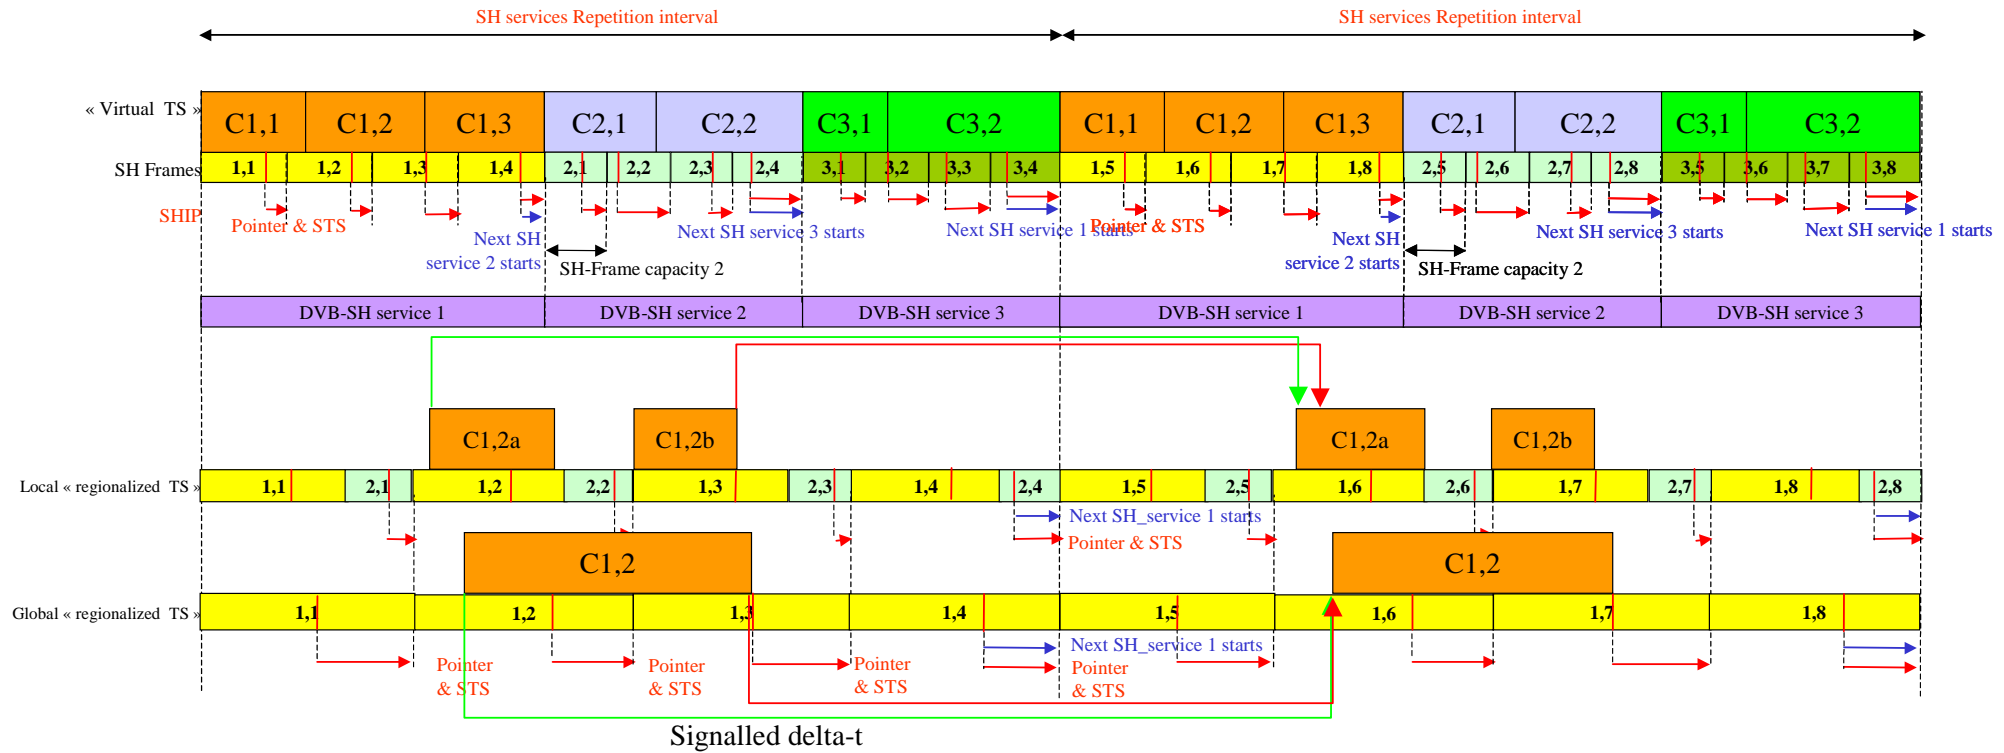 SH services Repetition interval SH services Repetition interval
« Virtual TS » C1,1 C1,2 C1,3 C2,1 C2,2 C3,1 C3,2 C1,1 C1,2 C1,3 C2,1 C2,2 C3,1 C3,2
SH Frames 1,1 1,2 1,3 1,4 2,1 2,2 2,3 2,4 3,1 3,2 3,3 3,4 1,5 1,6 1,7 1,8 2,5 2,6 2,7 2,8 3,5 3,6 3,7 3,8
SHIP Pointer & STS Next SH Next SH service 3 starts Next SH service 1 starts Pointer & STS Next SH Next SH service 3 starts Next SH service 1 starts
service 2 starts SH-Frame capacity 2 service 2 starts SH-Frame capacity 2
DVB-SH service 1 DVB-SH service 2 DVB-SH service 3 DVB-SH service 1 DVB-SH service 2 DVB-SH service 3
C1,2a C1,2b C1,2a C1,2b
Local « regionalized TS » 1,1 2,1 1,2 2,2 1,3 2,3 1,4 2,4 1,5 2,5 1,6 2,6 1,7 2,7 1,8 2,8
Next SH_service 1 starts
Pointer & STS
C1,2 C1,2
Global « regionalized TS » 1,1 1,2 1,3 1,4 1,5 1,6 1,7 1,8
Next SH_service 1 starts
Pointer Pointer Pointer Pointer
& STS & STS & STS & STS
Signalled delta-t